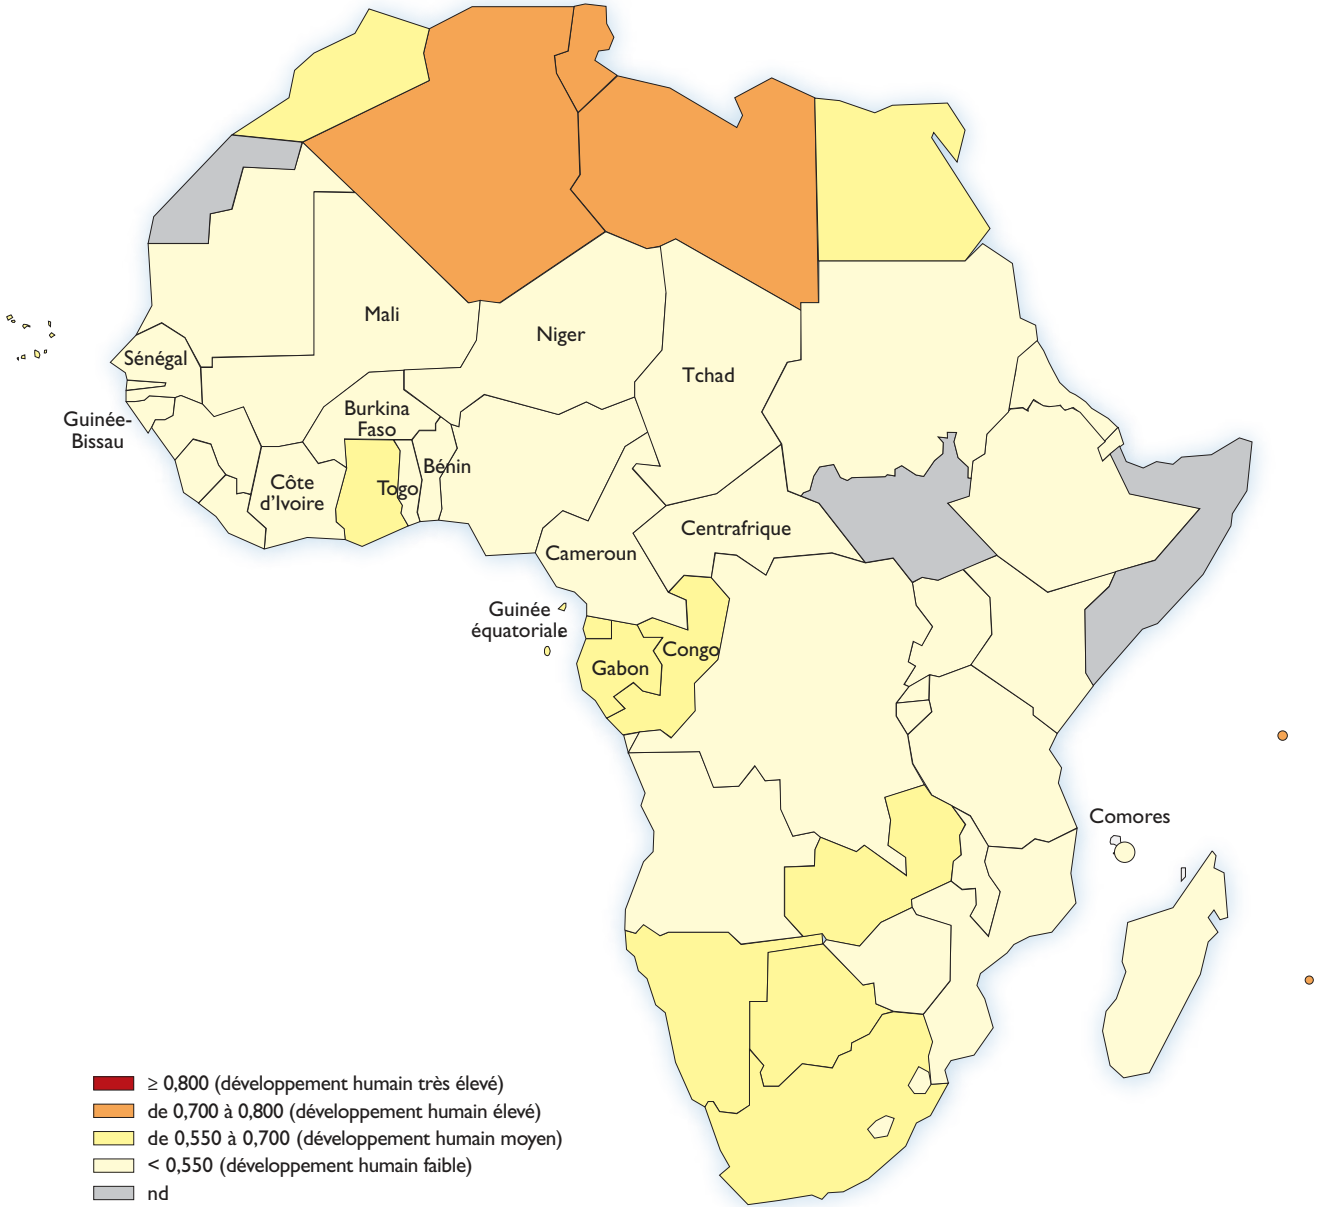 Mali
Niger
Sénégal
Tchad
Burkina
Faso
Guinée-
Bissau
Bénin
Côte
d'Ivoire
Togo
Centrafrique
Cameroun
Guinée
équatoriale
Congo
Gabon
Comores
≥ 0,800 (développement humain très élevé)
de 0,700 à 0,800 (développement humain élevé)
de 0,550 à 0,700 (développement humain moyen)
< 0,550 (développement humain faible)
nd